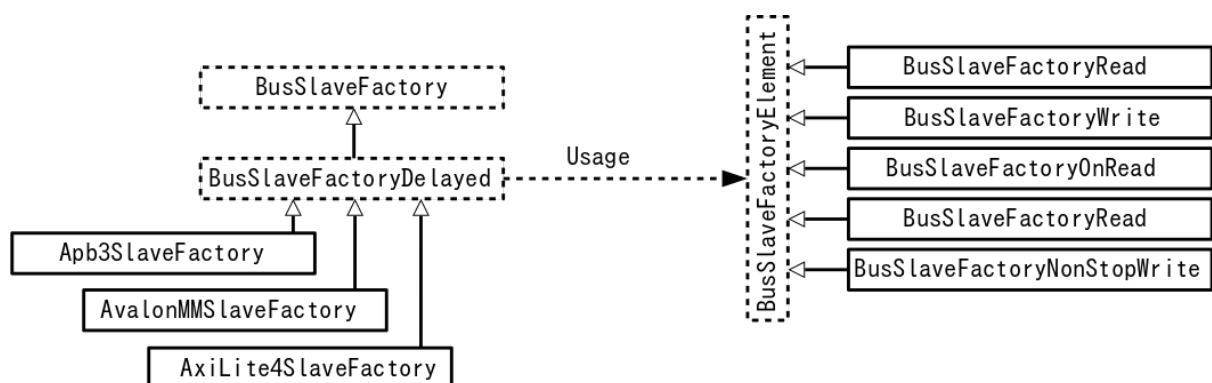 BusSlaveFactory
BusSlaveFactoryDelayed
Apb3SlaveFactory
AvalonMMSlaveFactory
AxiLite4SlaveFactory
Usage
BusSlaveFactoryElement
BusSlaveFactoryRead
BusSlaveFactoryWrite
BusSlaveFactoryOnRead
BusSlaveFactoryRead
BusSlaveFactoryNonStopWrite